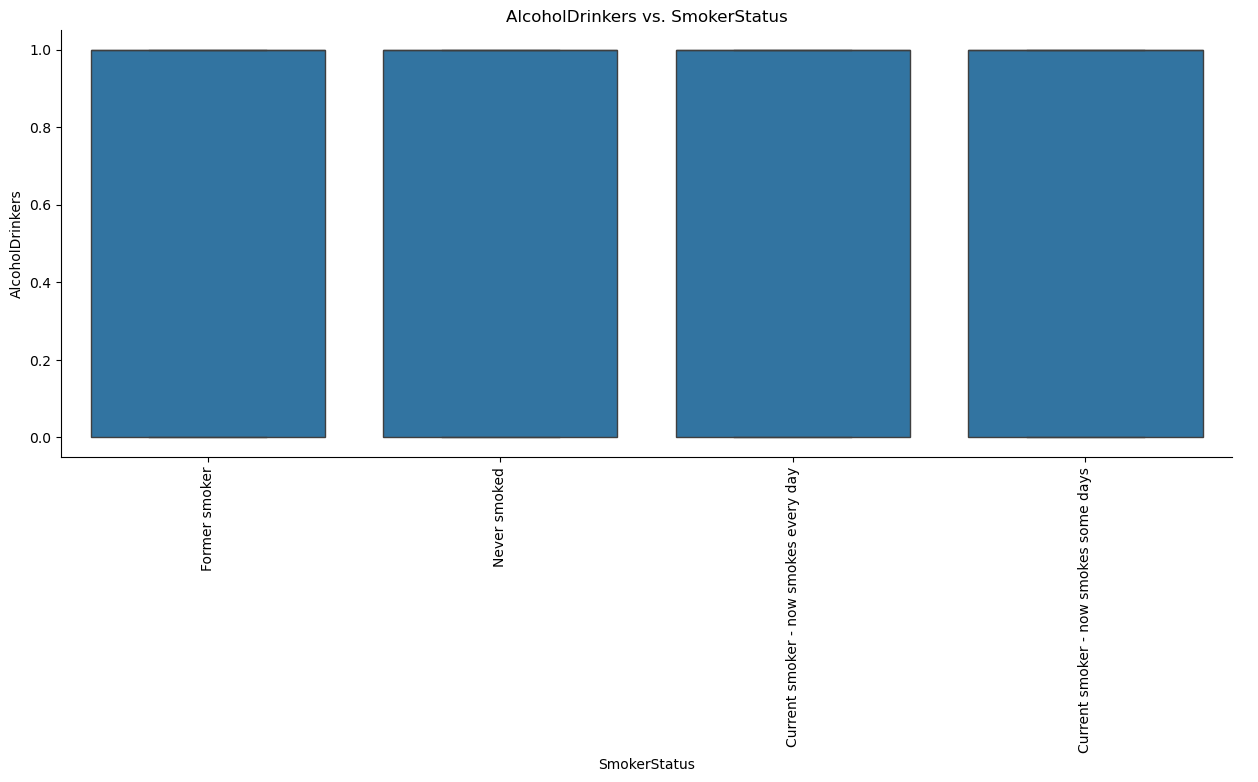 AlcoholDrinkers vs. SmokerStatus
AlcoholDrinkers
1.0
0.8
0.6
0.4
0.2
0.0
Former smoker
Never smoked
Current smoker - now smokes every day
Current smoker - now smokes some days
SmokerStatus